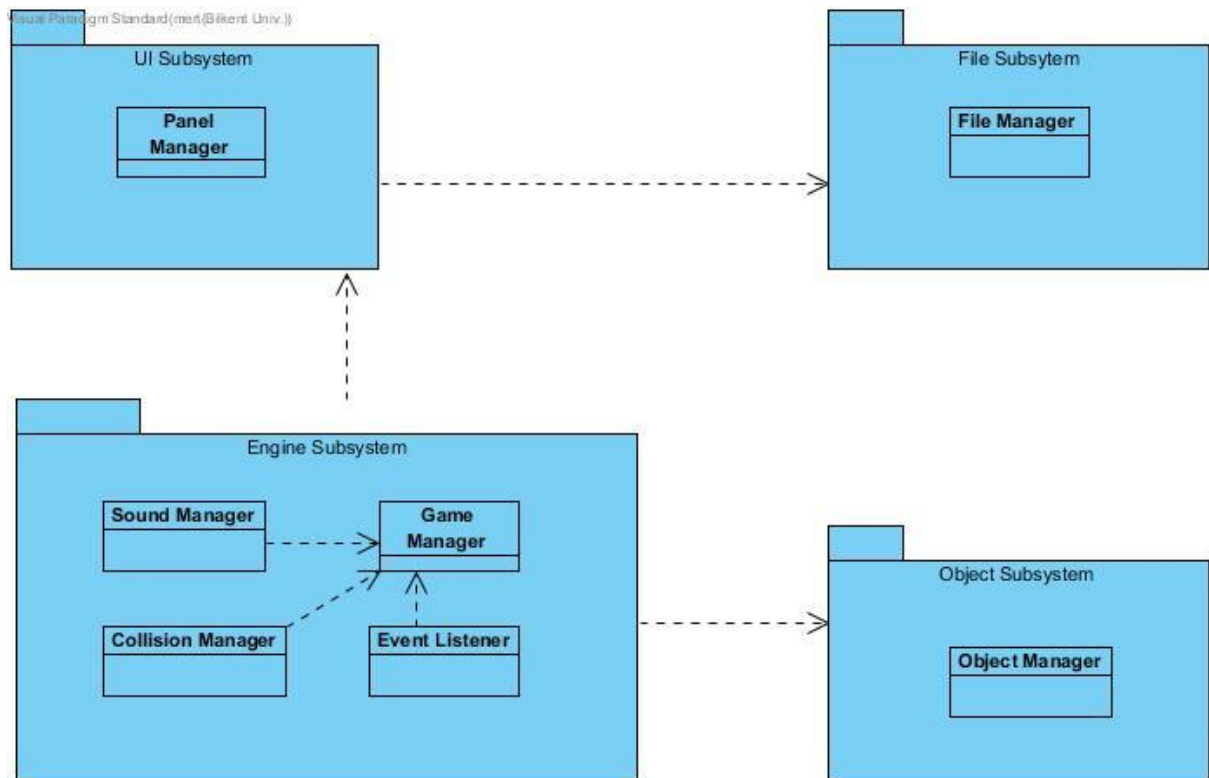 Visual Paradigm Standard(mert(Bilkent Univ.))
UI Subsystem
Panel
Manager
File Subsytem
File Manager
Engine Subsystem
Sound Manager
Game
Manager
Collision Manager
Event Listener
Object Subsystem
Object Manager